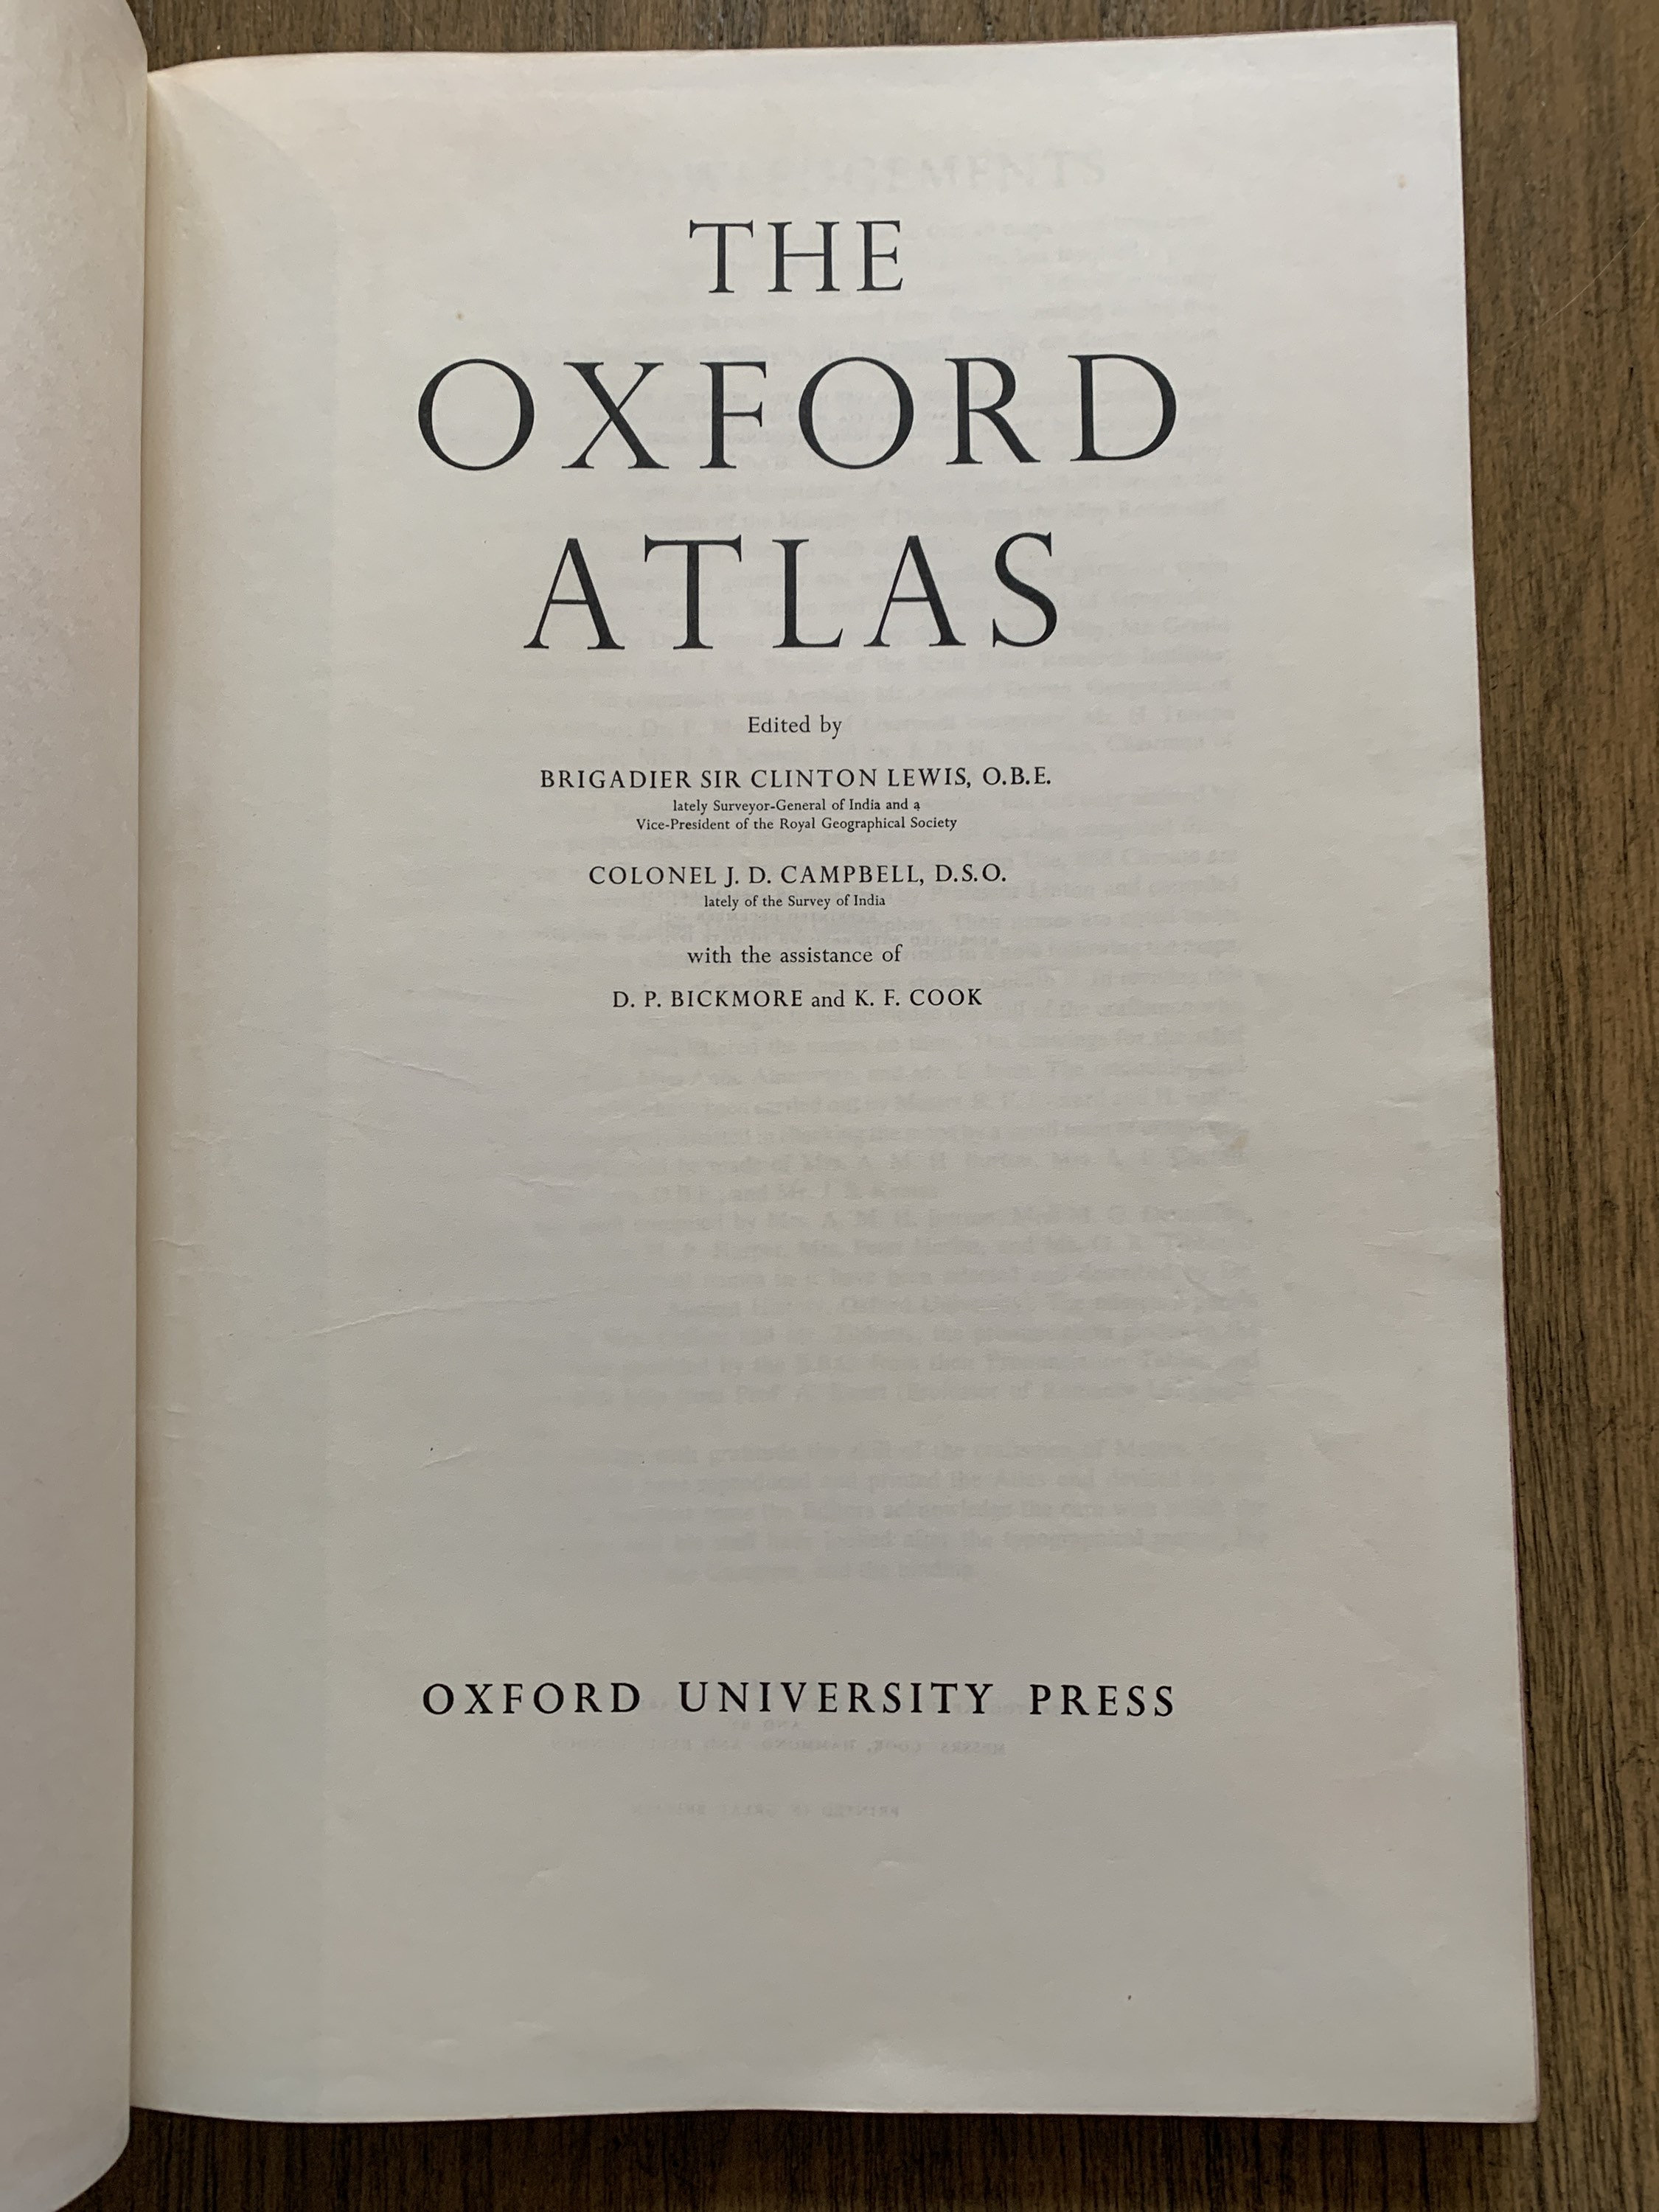 THE
OXFORD
ATLAS
Edited by
BRIGADIER SIR CLINTON LEWIS, O.B.E.
lately Surveyor-General of India and a
Vice-President of the Royal Geographical Society
COLONEL J. D. CAMPBELL, D.S.O.
lately of the Survey of India
with the assistance of
D. P. BICKMORE and K. F. COOK
OXFORD UNIVERSITY PRESS